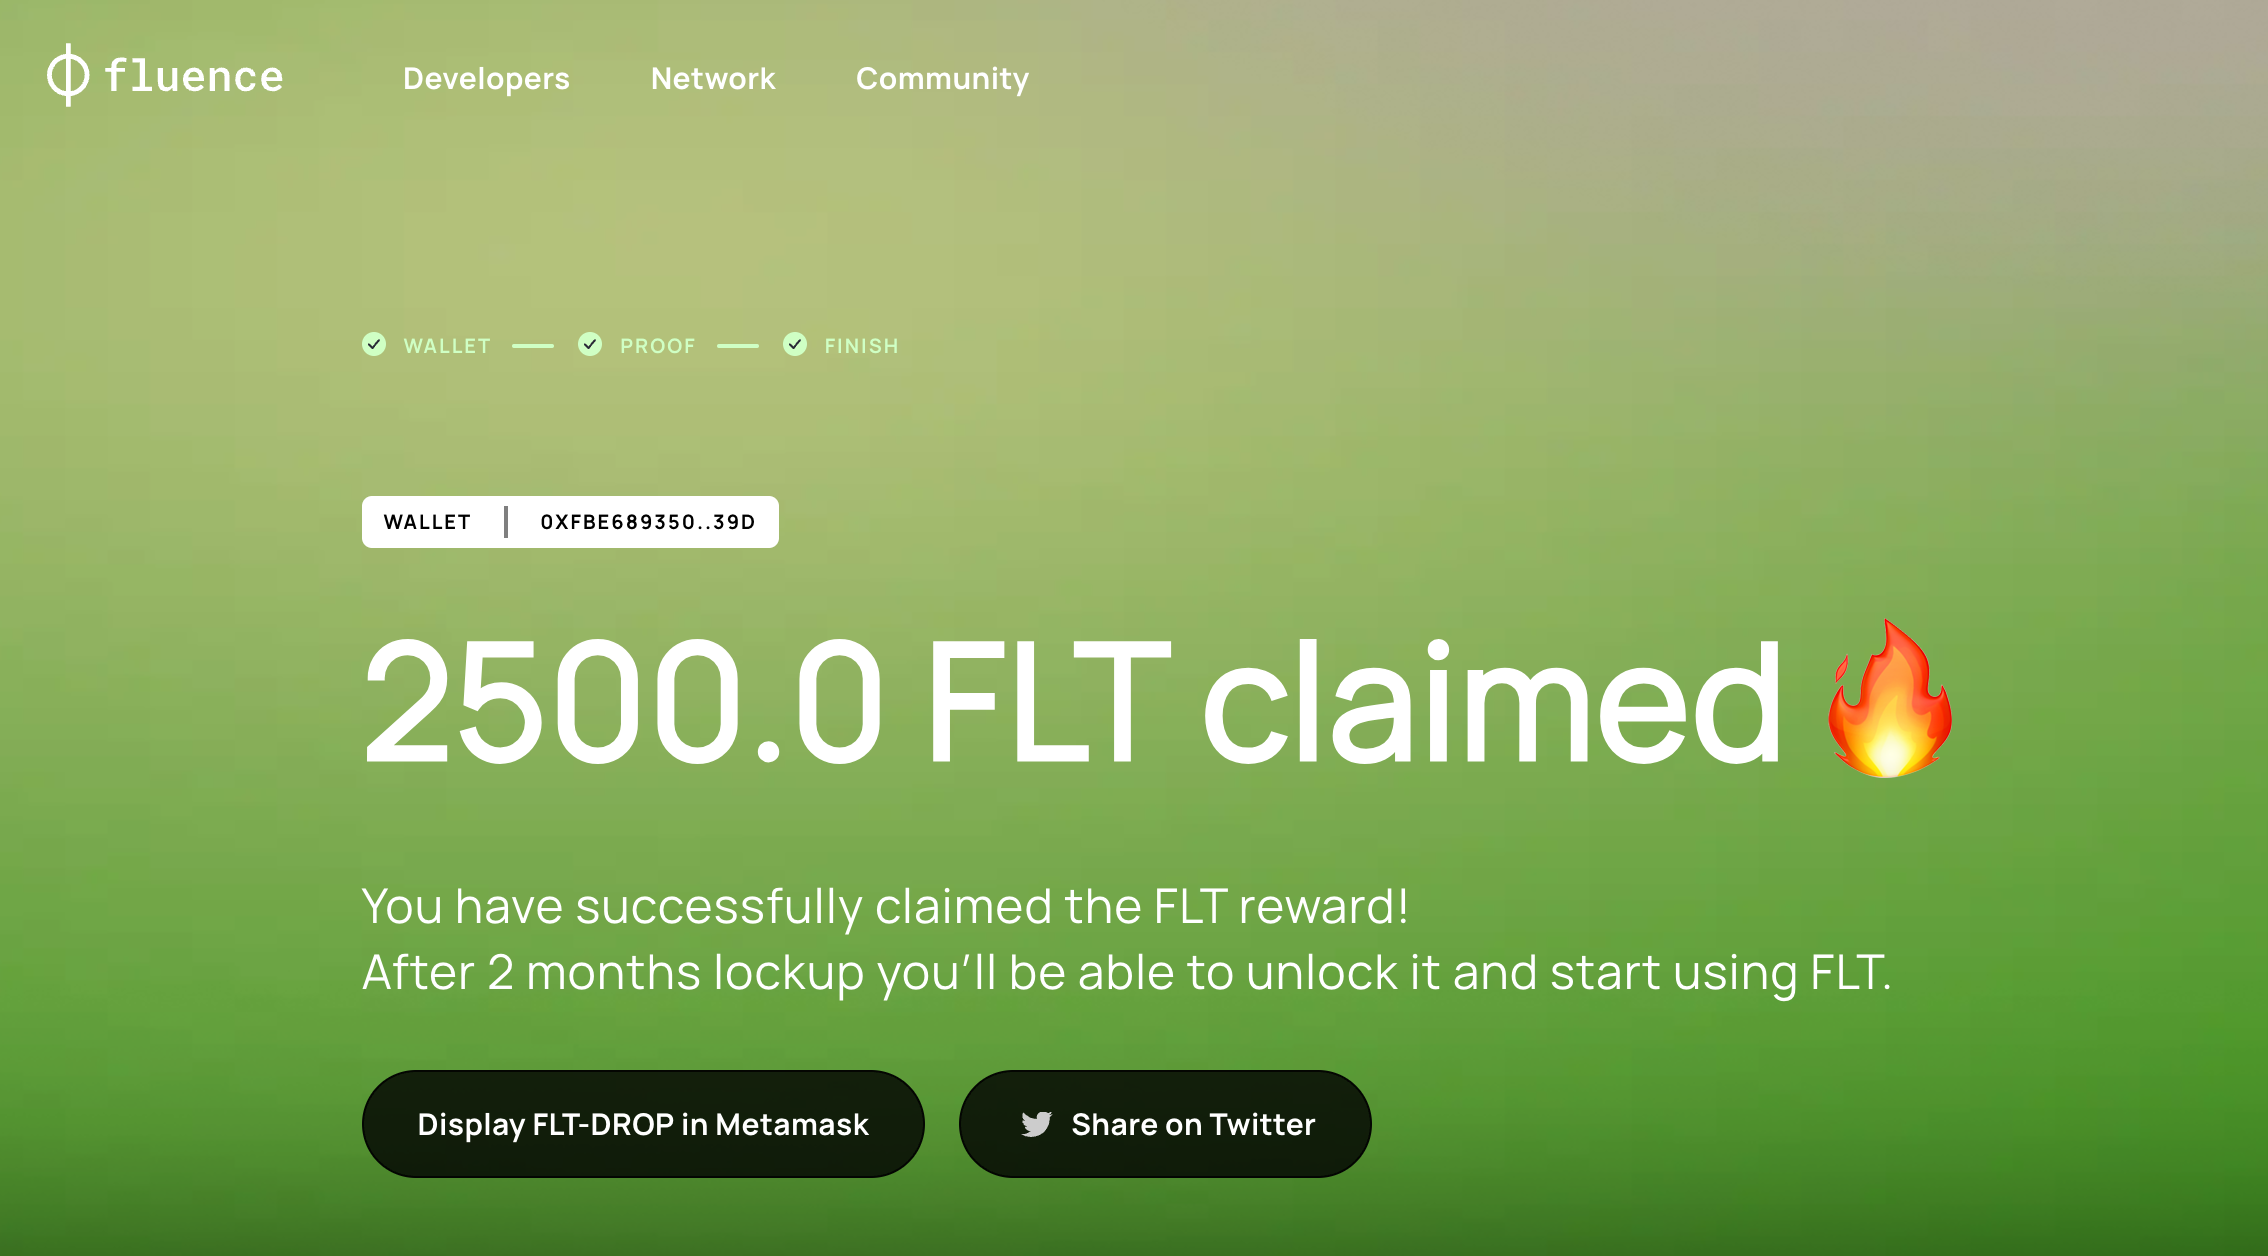 fluence
Developers Network Community
WALLET PROOF FINISH
WALLET | 0XFBE689350..39D
2500.0 FLT claimed 🔥
You have successfully claimed the FLT reward!
After 2 months lockup you’ll be able to unlock it and start using FLT.
Display FLT-DROP in Metamask
Share on Twitter